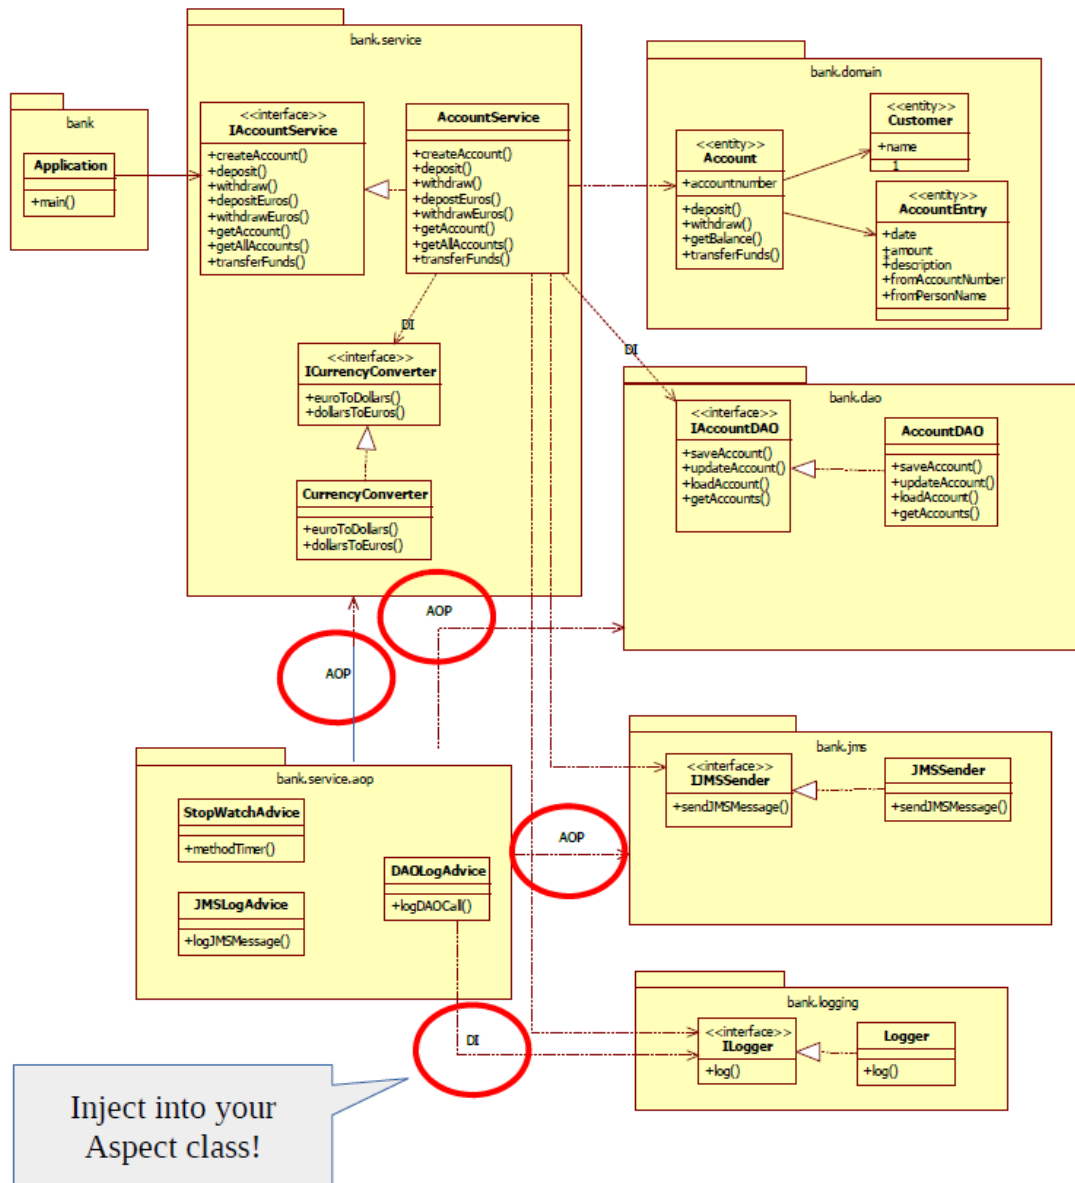 bank
Application
+main()
bank.service
<<interface>>
IAccountService
+createAccount()
+deposit()
+withdraw()
+depositEuros()
+withdrawEuros()
+getAccount()
+getAllAccounts()
+transferFunds()
AccountService
+createAccount()
+deposit()
+withdraw()
+depostEuros()
+withdrawEuros()
+getAccount()
+getAllAccounts()
+transferFunds()
DI
<<interface>>
ICurrencyConverter
+euroToDollars()
+dollarsToEuros()
CurrencyConverter
+euroToDollars()
+dollarsToEuros()
bank.domain
<<entity>>
Account
+accountnumber
+deposit()
+withdraw()
+getBalance()
+transferFunds()
<<entity>>
Customer
+name
1
<<entity>>
AccountEntry
+date
+amount
*
+description
+fromAccountNumber
+fromPersonName
DI
bank.dao
<<interface>>
IAccountDAO
+saveAccount()
+updateAccount()
+loadAccount()
+getAccounts()
AccountDAO
+saveAccount()
+updateAccount()
+loadAccount()
+getAccounts()
AOP
AOP
bank.service.aop
StopWatchAdvice
+methodTimer()
JMSLogAdvice
+logJMSMessage()
DAOLogAdvice
+logDAOCall()
AOP
bank.jms
<<interface>>
IJMSSender
+sendJMSMessage()
JMSSender
+sendJMSMessage()
DI
bank.logging
<<interface>>
ILogger
+log()
Logger
+log()
Inject into your
Aspect class!